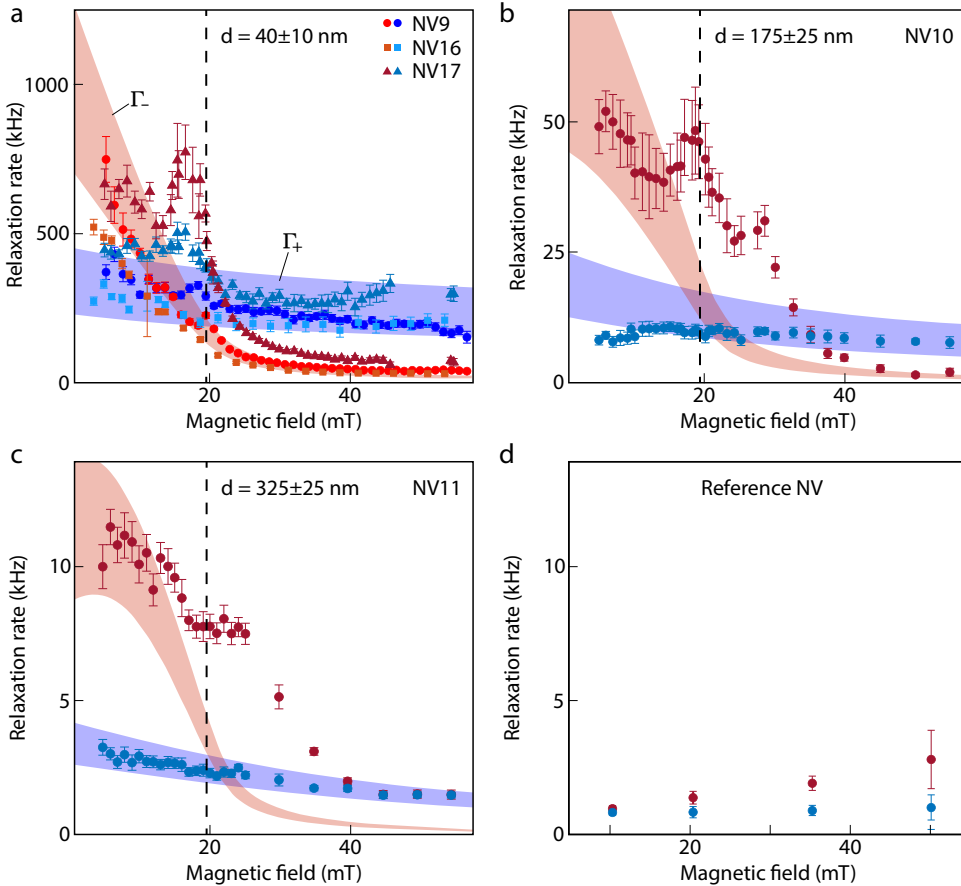 a
NV9
NV16
NV17
d = 40±10 nm
Γ−
Γ+
Relaxation rate (kHz)
1000
500
0
20
40
Magnetic field (mT)
b
d = 175±25 nm
NV10
Relaxation rate (kHz)
50
25
0
20
40
Magnetic field (mT)
c
d = 325±25 nm
NV11
Relaxation rate (kHz)
10
5
0
20
40
Magnetic field (mT)
d
Reference NV
Relaxation rate (kHz)
10
5
0
20
40
Magnetic field (mT)